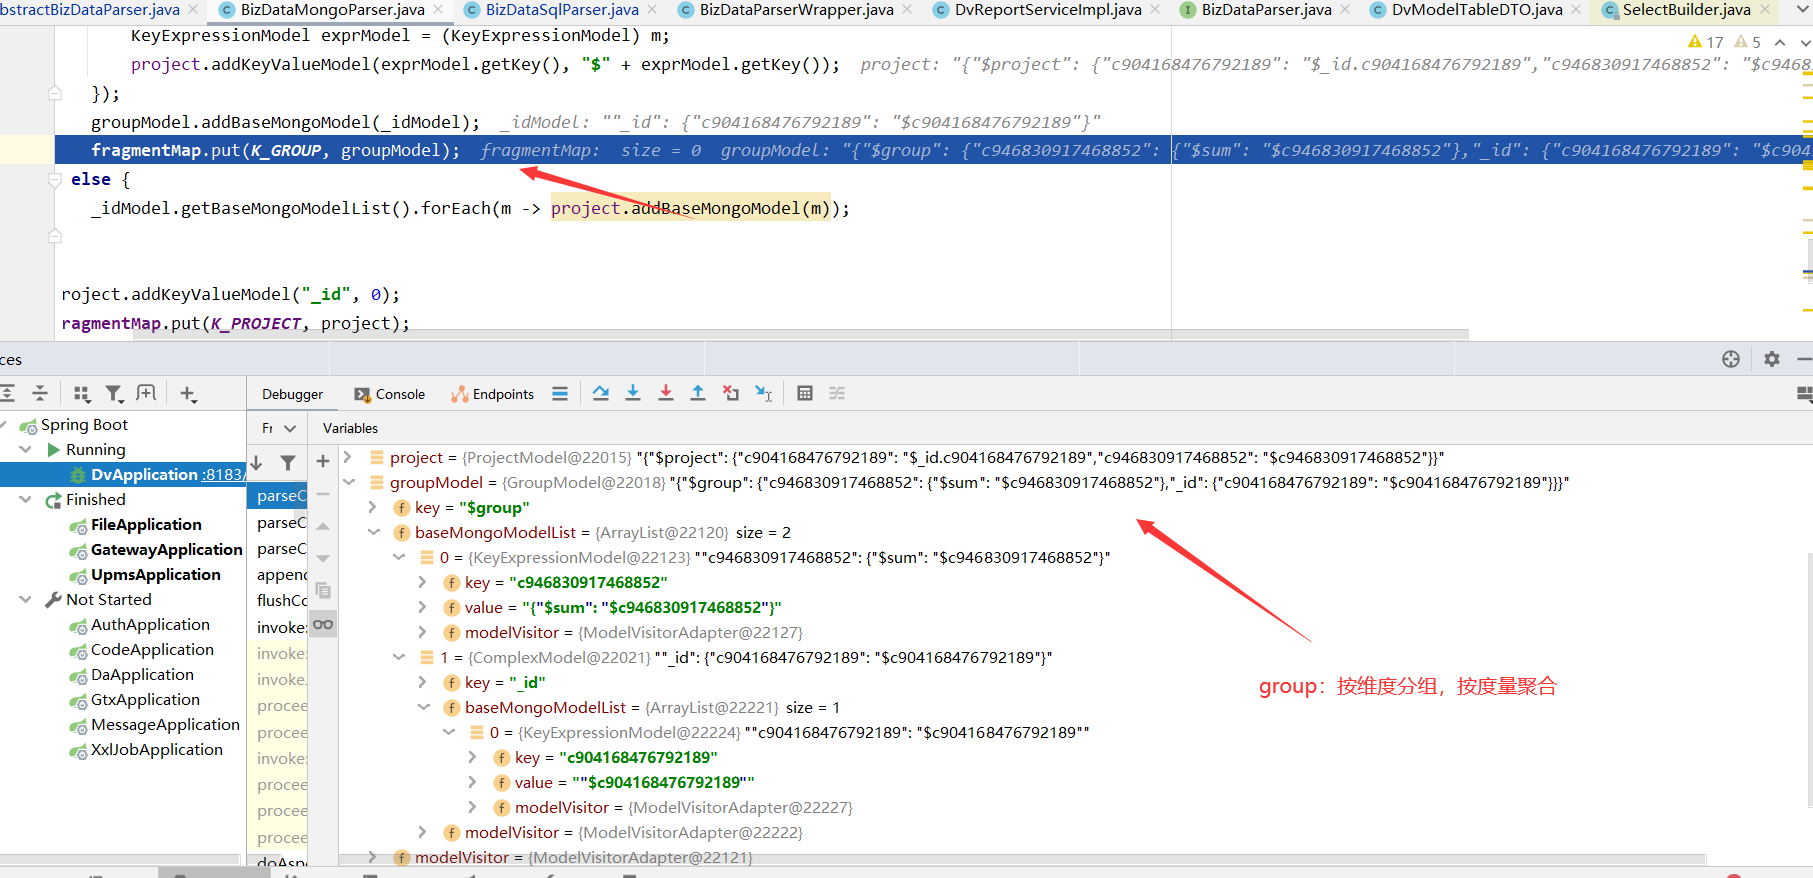 bstractBizDataParser.java BizDataMongoParser.java BizDataSqlParser.java BizDataParserWrapper.java DvReportServiceImpl.java BizDataParser.java DvModelTableDTO.java SelectBuilder.java
KeyExpressionModel exprModel = (KeyExpressionModel) m; 17 5
project.addKeyValueModel(exprModel.getKey(), "$" + exprModel.getKey()); project: "{"$project": {"c904168476792189": "$_id.c904168476792189","c946830917468852": "$c9468
});
groupModel.addBaseMongoModel(_idModel); _idModel: ""_id": {"c904168476792189": "$c904168476792189"}"
fragmentMap.put(K_GROUP, groupModel); fragmentMap: size = 0 groupModel: "{"$group": {"c946830917468852": {"$sum": "$c946830917468852"},"_id": {"c904168476792189": "$c904
else {
_idModel.getBaseMongoModelList().forEach(m -> project.addBaseMongoModel(m));
roject.addKeyValueModel("_id", 0);
ragmentMap.put(K_PROJECT, project);
ces
Debugger Console Endpoints
Fr Variables
Spring Boot
Running
DvApplication :8183/
Finished
FileApplication
GatewayApplication
UpmsApplication
Not Started
AuthApplication
CodeApplication
DaApplication
GtxApplication
MessageApplication
XxlJobApplication
parseC
parseC
parseC
append
flushCo
invoke:
invoke:
invoke.
procee
procee
invoke:
procee
procee
procee
doAsp
project = {ProjectModel@22015} "{"$project": {"c904168476792189": "$_id.c904168476792189","c946830917468852": "$c946830917468852"}}"
groupModel = {GroupModel@22018} "{"$group": {"c946830917468852": {"$sum": "$c946830917468852"},"_id": {"c904168476792189": "$c904168476792189"}}}"
key = "$group"
baseMongoModelList = {ArrayList@22120} size = 2
0 = {KeyExpressionModel@22123} ""c946830917468852": {"$sum": "$c946830917468852"}"
key = "c946830917468852"
value = "{"$sum": "$c946830917468852"}"
modelVisitor = {ModelVisitorAdapter@22127}
1 = {ComplexModel@22021} ""_id": {"c904168476792189": "$c904168476792189"}"
key = "_id"
baseMongoModelList = {ArrayList@22221} size = 1
0 = {KeyExpressionModel@22224} ""c904168476792189": "$c904168476792189""
key = "c904168476792189"
value = ""$c904168476792189""
modelVisitor = {ModelVisitorAdapter@22227}
modelVisitor = {ModelVisitorAdapter@22222}
modelVisitor = {ModelVisitorAdapter@22121}
group：按维度分组，按度量聚合